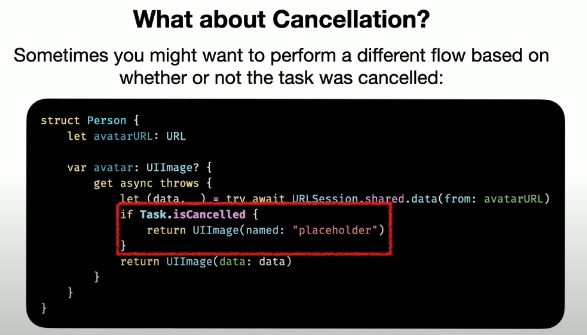 What about Cancellation?
Sometimes you might want to perform a different flow based on
whether or not the task was cancelled:
struct Person {
let avatarURL: URL
var avatar: UIImage? {
get async throws {
let (data, _) = try await URLSession.shared.data(from: avatarURL)
if Task.isCancelled {
return UIImage(named: "placeholder")
}
return UIImage(data: data)
}
}
}